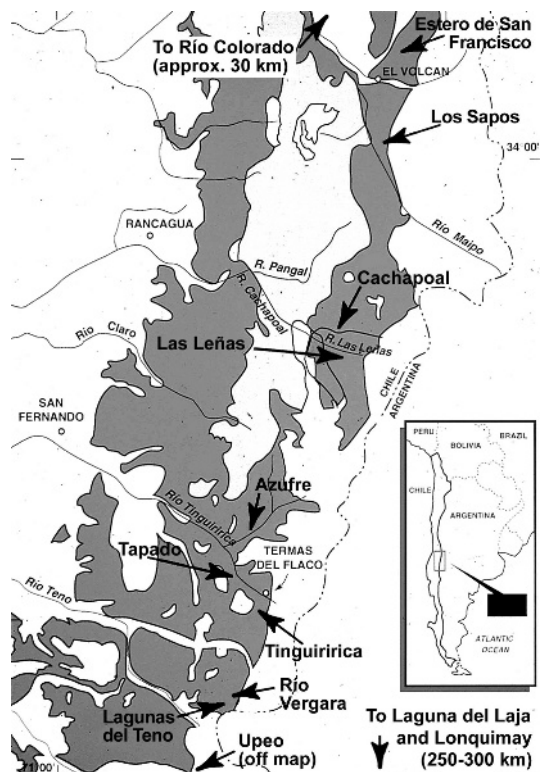 To Río Colorado
(approx. 30 km)
Estero de San
Francisco
EL VOLCAN
Los Sapos
34 00'
RANCAGUA
Río Maipo
R. Pangal
R. Cachapoal
Cachapoal
Río
Claro
Las Leñas
R. Las Leñas
CHILE
ARGENTINA
SAN
FERNANDO
Azufre
Río Tinguiririca
Tapado
TERMAS
DEL FLACO
Río Teno
Tinguiririca
Río
Vergara
Lagunas
del Teno
Upeo
(off map)
71 00'
PERU
BOLIVIA
BRAZIL
CHILE
ARGENTINA
ATLANTIC
OCEAN
To Laguna del Laja
and Lonquimay
(250-300 km)